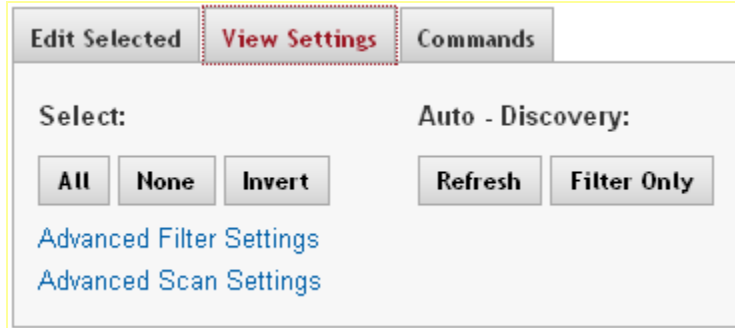 Edit Selected View Settings Commands
Select: Auto - Discovery:
All None Invert Refresh Filter Only
Advanced Filter Settings
Advanced Scan Settings